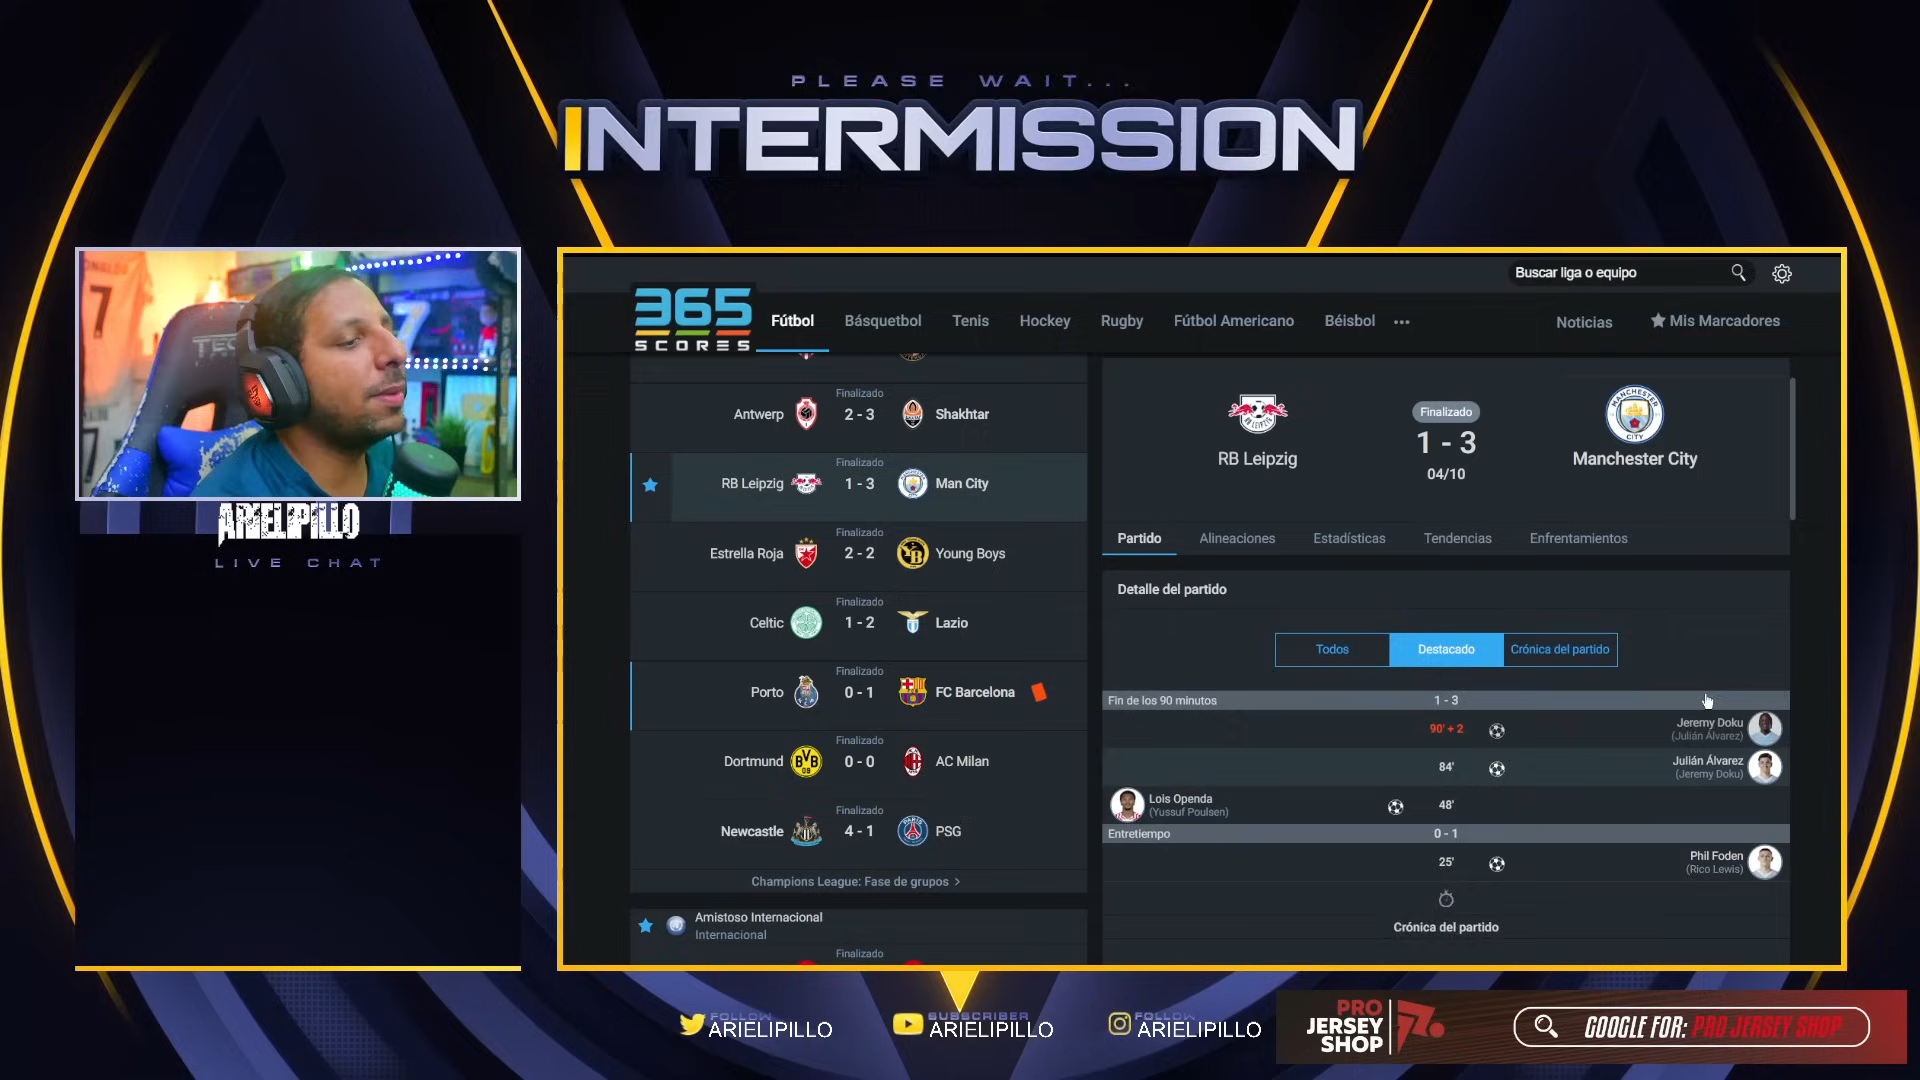 PLEASE WAIT...
INTERMISSION
Buscar liga o equipo
365
SCORES
Fútbol
Básquetbol
Tenis
Hockey
Rugby
Fútbol Americano
Béisbol
Noticias
Mis Marcadores
Finalizado
Antwerp 2 - 3 Shakhtar
Finalizado
RB Leipzig 1 - 3 Man City
Finalizado
Estrella Roja 2 - 2 Young Boys
Finalizado
Celtic 1 - 2 Lazio
Finalizado
Porto 0 - 1 FC Barcelona
Finalizado
Dortmund 0 - 0 AC Milan
Finalizado
Newcastle 4 - 1 PSG
Champions League: Fase de grupos >
Amistoso Internacional
Internacional
Finalizado
Finalizado
RB Leipzig 1 - 3 Manchester City
04/10
Partido
Alineaciones
Estadísticas
Tendencias
Enfrentamientos
Detalle del partido
Todos
Destacado
Crónica del partido
Fin de los 90 minutos 1 - 3
90' + 2 Jeremy Doku
(Julián Álvarez)
84' Julián Álvarez
(Jeremy Doku)
Lois Openda 48'
(Yussuf Poulsen)
Entretiempo 0 - 1
25' Phil Foden
(Rico Lewis)
Crónica del partido
7
7
ARIELIPILLO
LIVE CHAT
FOLLOW
ARIELIPILLO
SUBSCRIBER
ARIELIPILLO
FOLLOW
ARIELIPILLO
PRO
JERSEY
SHOP
GOOGLE FOR: PRO JERSEY SHOP